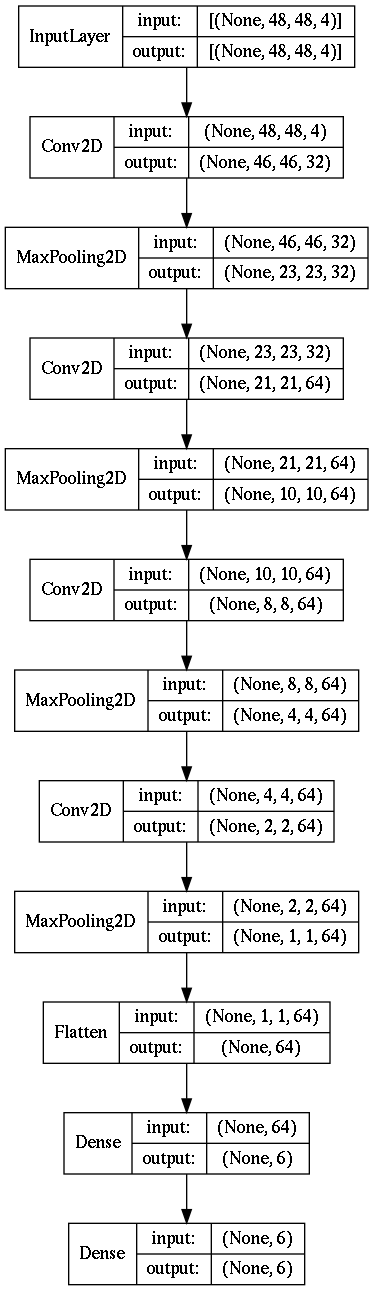 InputLayer input: [(None, 48, 48, 4)]
output: [(None, 48, 48, 4)]
Conv2D input: (None, 48, 48, 4)
output: (None, 46, 46, 32)
MaxPooling2D input: (None, 46, 46, 32)
output: (None, 23, 23, 32)
Conv2D input: (None, 23, 23, 32)
output: (None, 21, 21, 64)
MaxPooling2D input: (None, 21, 21, 64)
output: (None, 10, 10, 64)
Conv2D input: (None, 10, 10, 64)
output: (None, 8, 8, 64)
MaxPooling2D input: (None, 8, 8, 64)
output: (None, 4, 4, 64)
Conv2D input: (None, 4, 4, 64)
output: (None, 2, 2, 64)
MaxPooling2D input: (None, 2, 2, 64)
output: (None, 1, 1, 64)
Flatten input: (None, 1, 1, 64)
output: (None, 64)
Dense input: (None, 64)
output: (None, 6)
Dense input: (None, 6)
output: (None, 6)